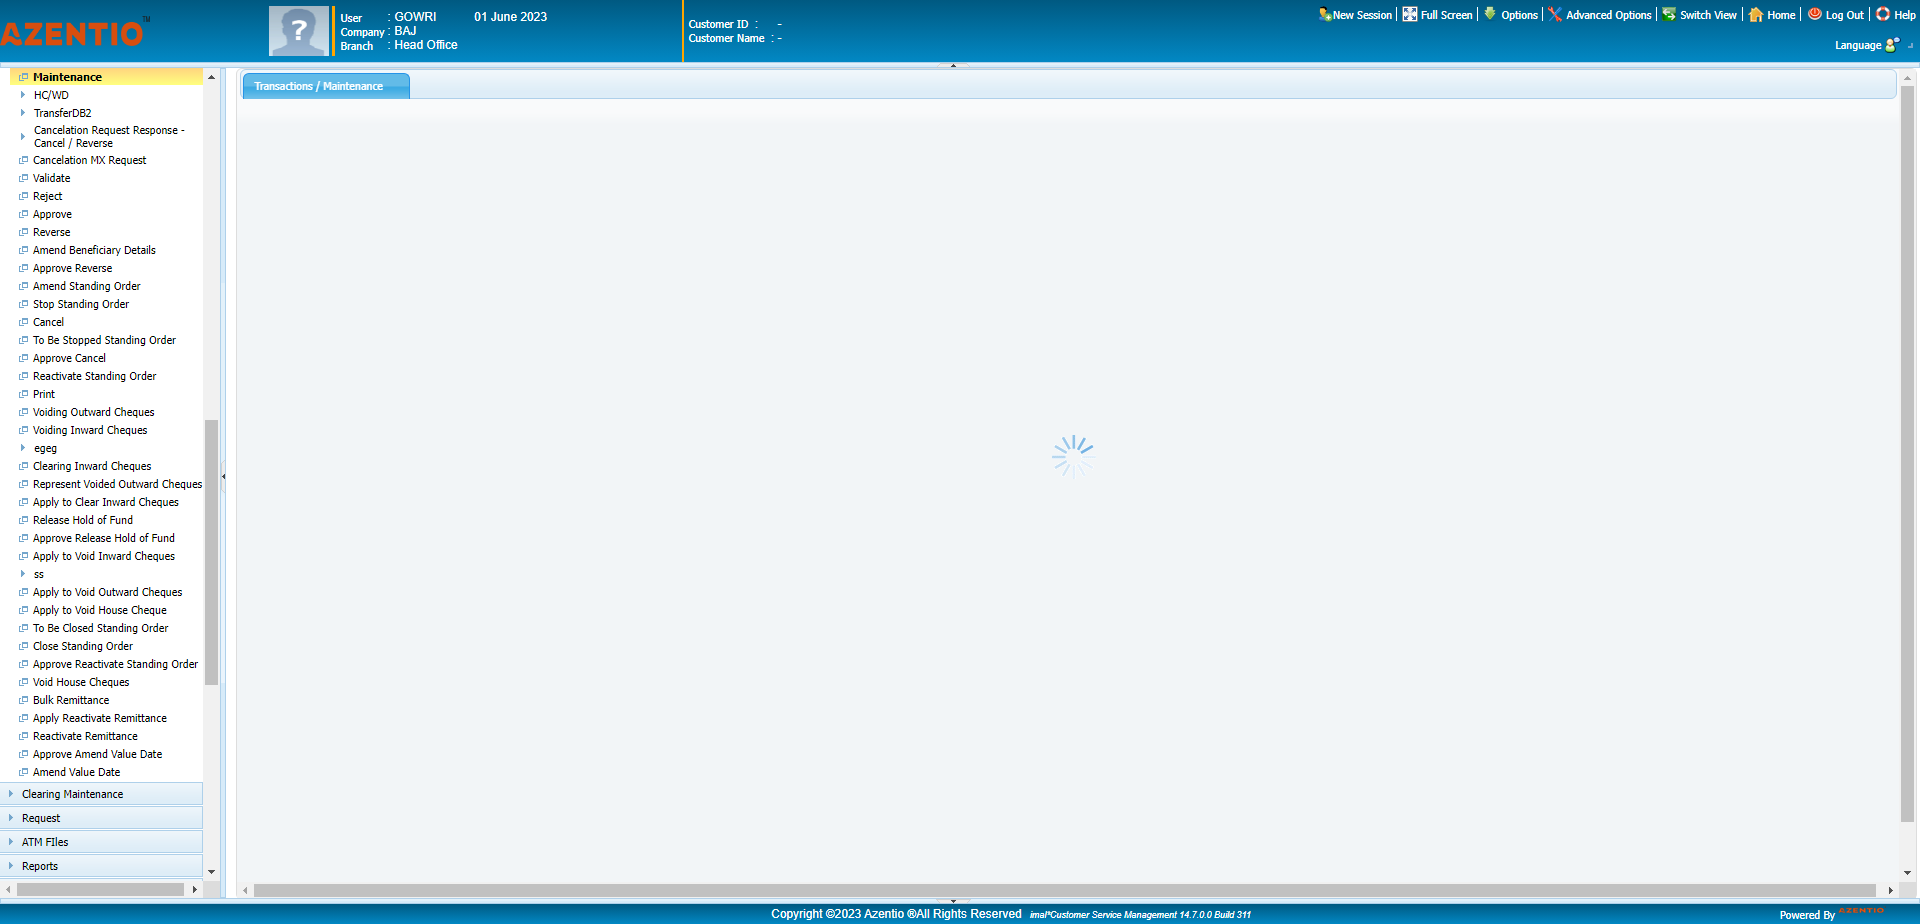 AZENTIO™
User : GOWRI 01 June 2023
Company : BAJ
Branch : Head Office
Customer ID : -
Customer Name : -
New Session Full Screen Options Advanced Options Switch View Home Log Out Help
Language
Maintenance
HC/WD
TransferDB2
Cancelation Request Response -
Cancel / Reverse
Cancelation MX Request
Validate
Reject
Approve
Reverse
Amend Beneficiary Details
Approve Reverse
Amend Standing Order
Stop Standing Order
Cancel
To Be Stopped Standing Order
Approve Cancel
Reactivate Standing Order
Print
Voiding Outward Cheques
Voiding Inward Cheques
egeg
Clearing Inward Cheques
Represent Voided Outward Cheques
Apply to Clear Inward Cheques
Release Hold of Fund
Approve Release Hold of Fund
Apply to Void Inward Cheques
ss
Apply to Void Outward Cheques
Apply to Void House Cheque
To Be Closed Standing Order
Close Standing Order
Approve Reactivate Standing Order
Void House Cheques
Bulk Remittance
Apply Reactivate Remittance
Reactivate Remittance
Approve Amend Value Date
Amend Value Date
Clearing Maintenance
Request
ATM FIles
Reports
Transactions / Maintenance
Copyright ©2023 Azentio ®All Rights Reserved imal*Customer Service Management 14.7.0.0 Build 311
Powered By AZENTIO